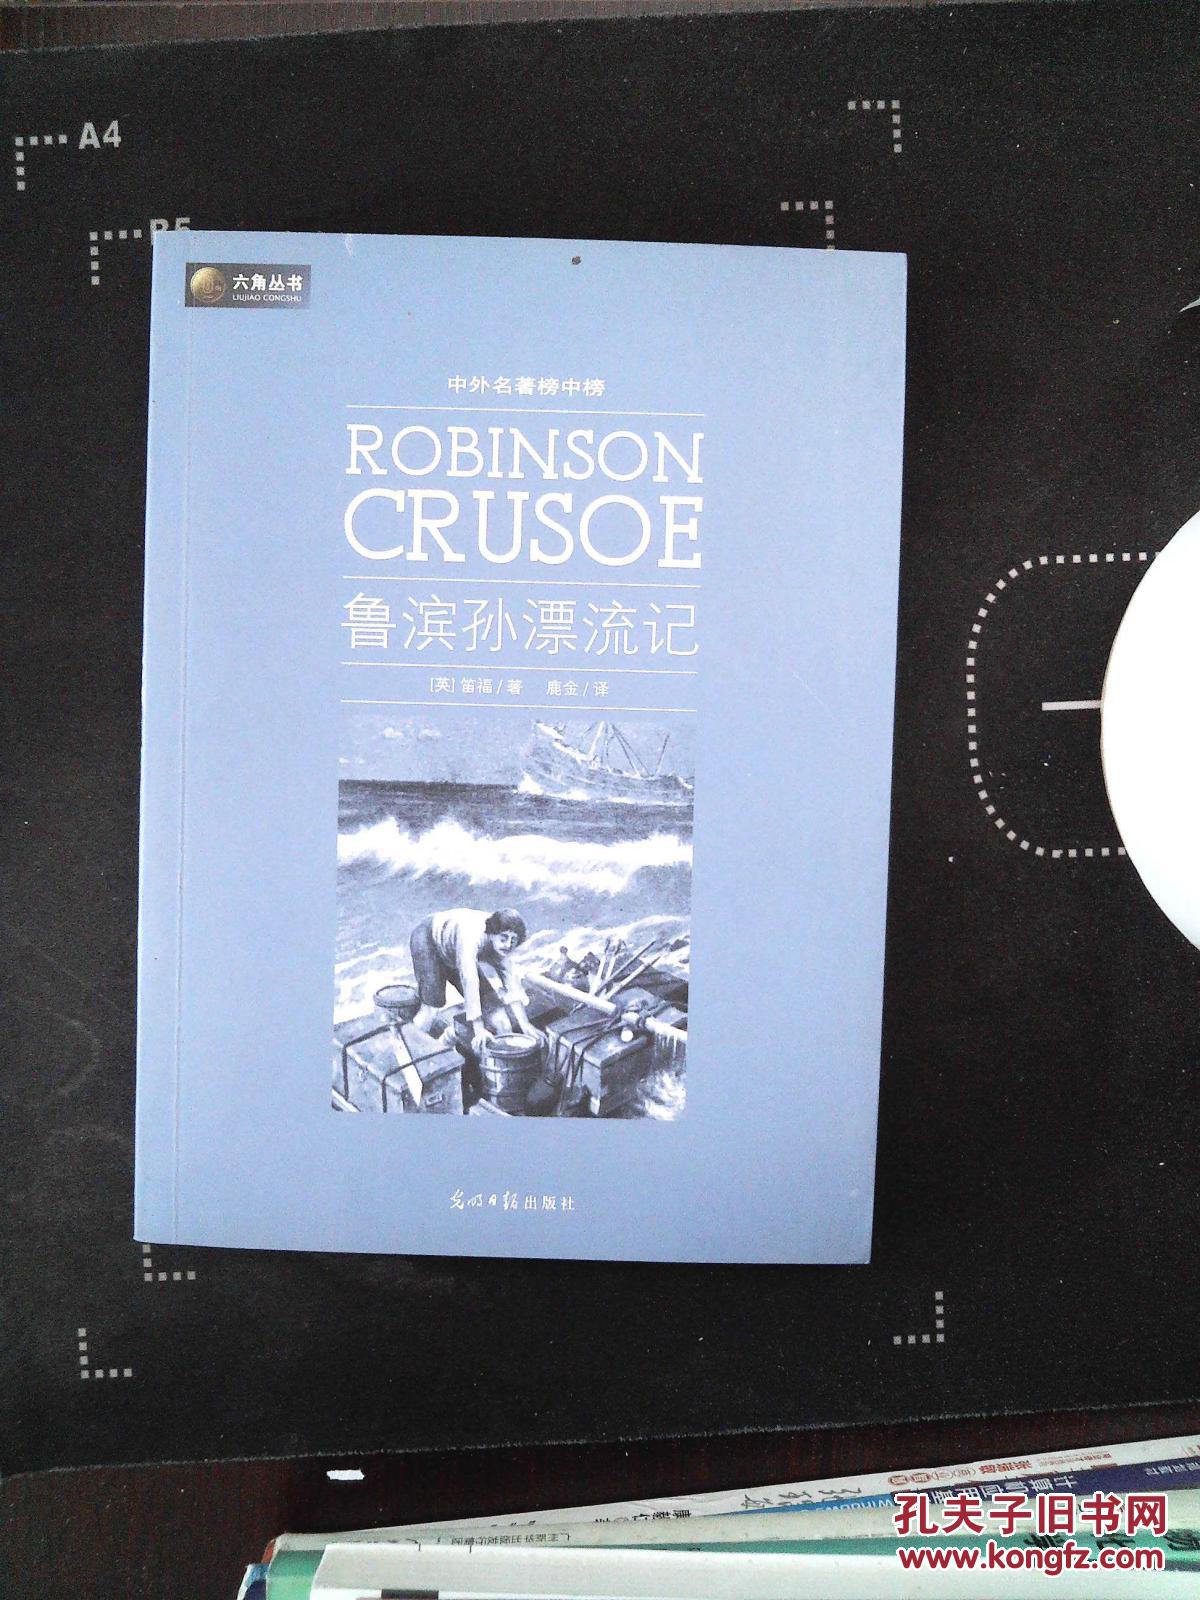 A4
B5
六角丛书
LIUJIAO CONGSHU
中外名著榜中榜
ROBINSON
CRUSOE
鲁滨孙漂流记
[英] 笛福/著 鹿金/译
光明日报出版社
孔夫子旧书网
www.kongfz.com